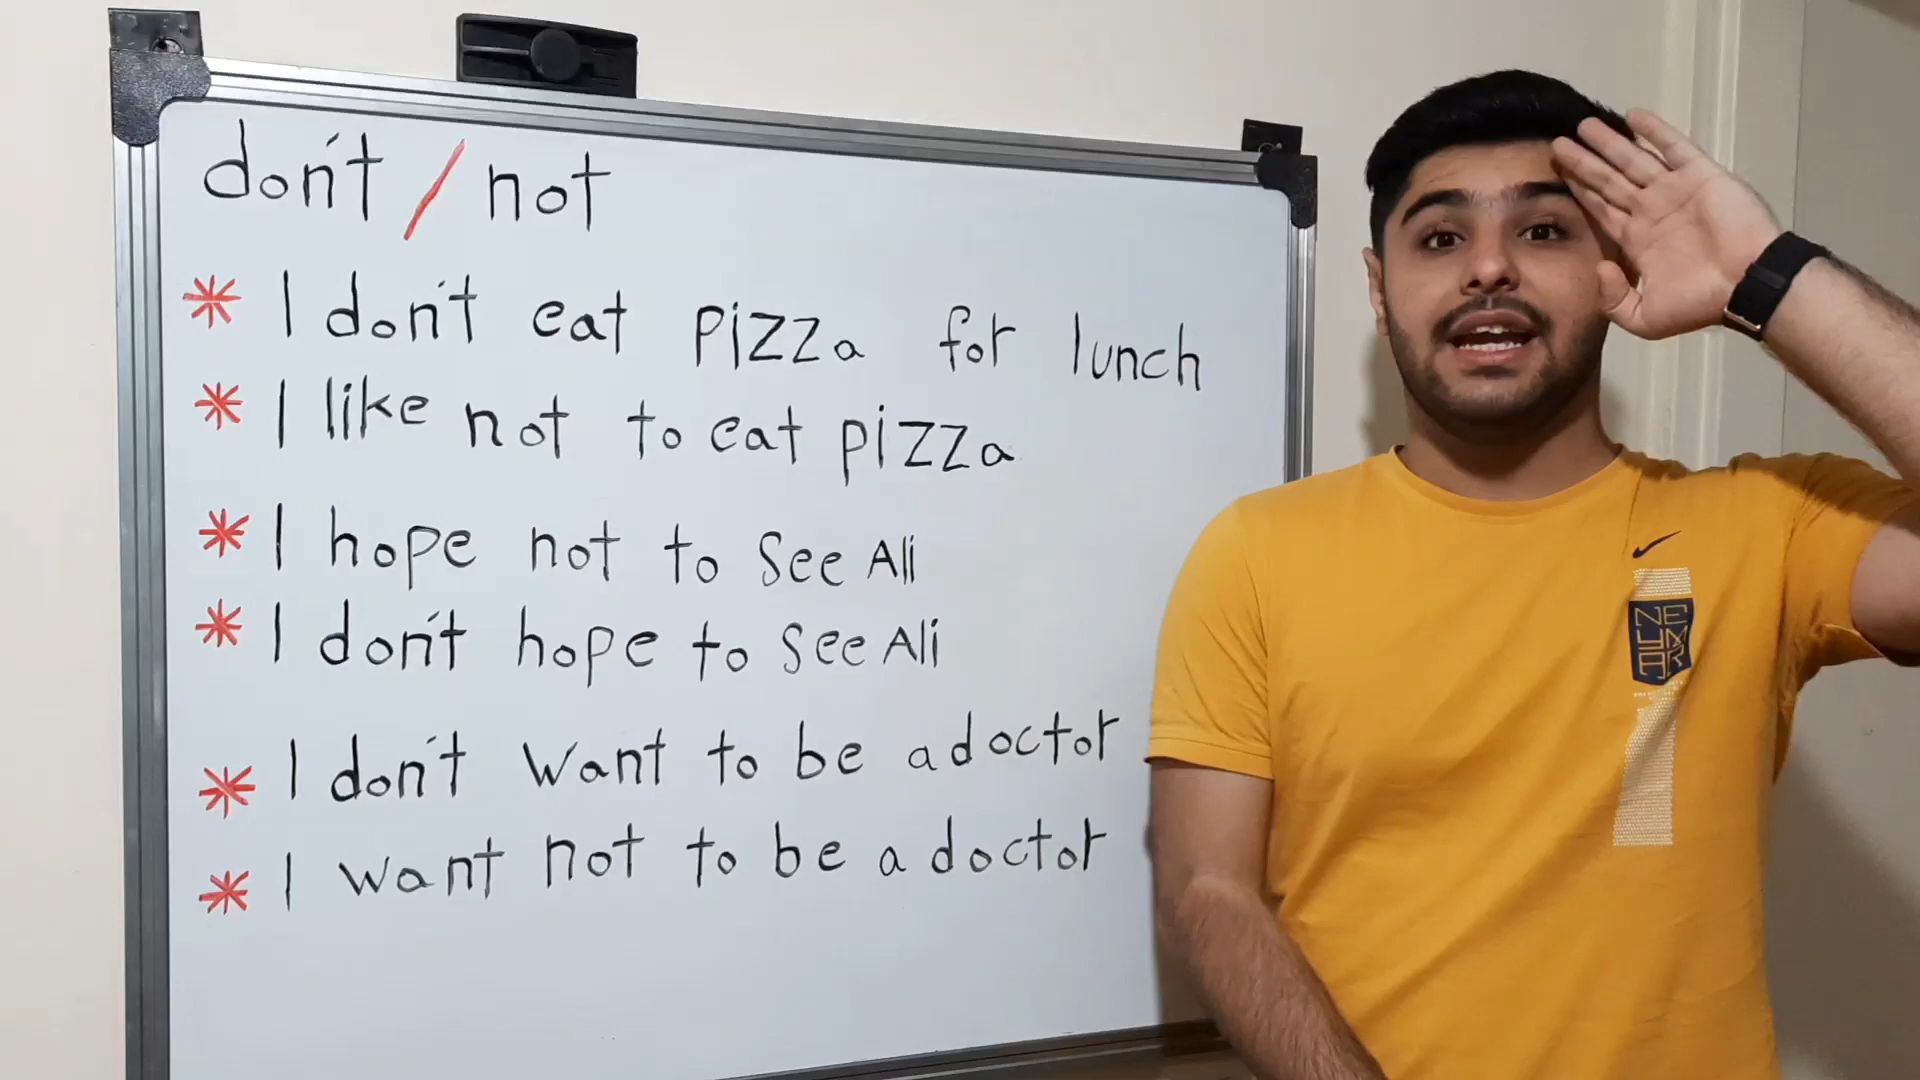 don't / not
* I don't eat pizza for lunch
* I like not to eat pizza
* I hope not to see Ali
* I don't hope to see Ali
* I don't want to be a doctor
* I want not to be a doctor
NE